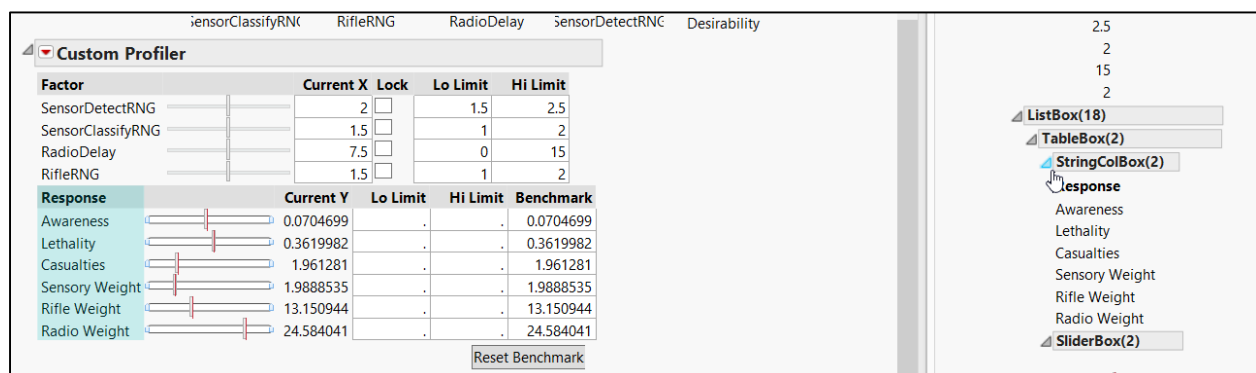 SensorClassifyRNG RifleRNG RadioDelay SensorDetectRNG Desirability
Custom Profiler
Factor Current X Lock Lo Limit Hi Limit
SensorDetectRNG 2 1.5 2.5
SensorClassifyRNG 1.5 1 2
RadioDelay 7.5 0 15
RifleRNG 1.5 1 2
Response Current Y Lo Limit Hi Limit Benchmark
Awareness 0.0704699 . . 0.0704699
Lethality 0.3619982 . . 0.3619982
Casualties 1.961281 . . 1.961281
Sensory Weight 1.9888535 . . 1.9888535
Rifle Weight 13.150944 . . 13.150944
Radio Weight 24.584041 . . 24.584041
Reset Benchmark
2.5
2
15
2
ListBox(18)
TableBox(2)
StringColBox(2)
Response
Awareness
Lethality
Casualties
Sensory Weight
Rifle Weight
Radio Weight
SliderBox(2)